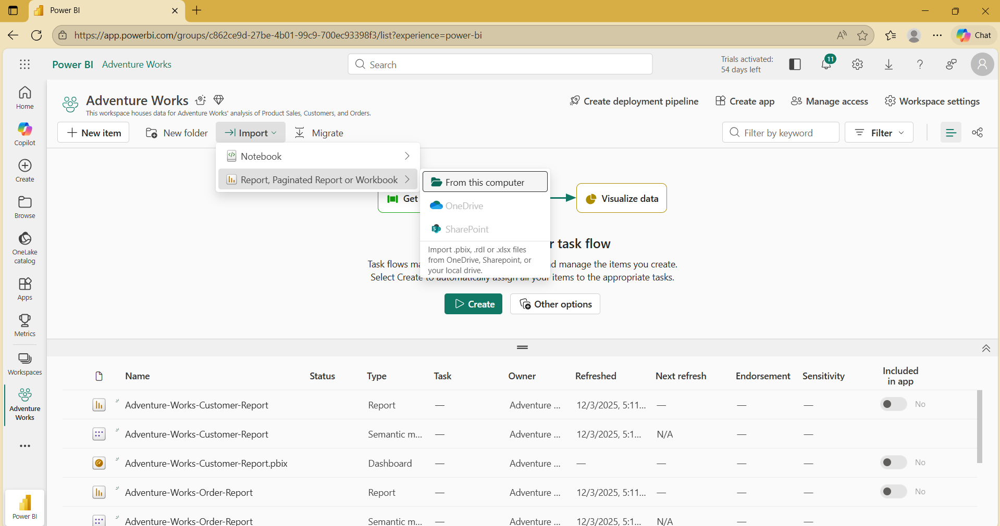 Power BI
https://app.powerbi.com/groups/c862ce9d-27be-4b01-99c9-700ec93398f3/list?experience=power-bi
Chat
Power BI Adventure Works
Search
Trials activated:
54 days left
11
Home
Copilot
Create
Browse
OneLake
catalog
Apps
Metrics
Workspaces
Adventure
Works
Power BI
Adventure Works
This workspace houses data for Adventure Works' analysis of Product Sales, Customers, and Orders.
Create deployment pipeline Create app Manage access Workspace settings
New item New folder Import Migrate
Filter by keyword Filter
Notebook
Report, Paginated Report or Workbook
From this computer
OneDrive
SharePoint
Import .pbix, .rdl or .xlsx files
from OneDrive, Sharepoint, or
your local drive.
Get Visualize data
task flow
Task flows manage the items you create.
Select Create to automatically assign all your items to the appropriate tasks.
Create Other options
Name Status Type Task Owner Refreshed Next refresh Endorsement Sensitivity Included
in app
Adventure-Works-Customer-Report Report — Adventure ... 12/3/2025, 5:11... — — — No
Adventure-Works-Customer-Report Semantic m... — Adventure ... 12/3/2025, 5:1... N/A — —
Adventure-Works-Customer-Report.pbix Dashboard — Adventure ... — — — — No
Adventure-Works-Order-Report Report — Adventure ... 12/3/2025, 5:11... — — — No
Adventure-Works-Order-Report Semantic m... — Adventure ... 12/3/2025, 5:1... N/A — —